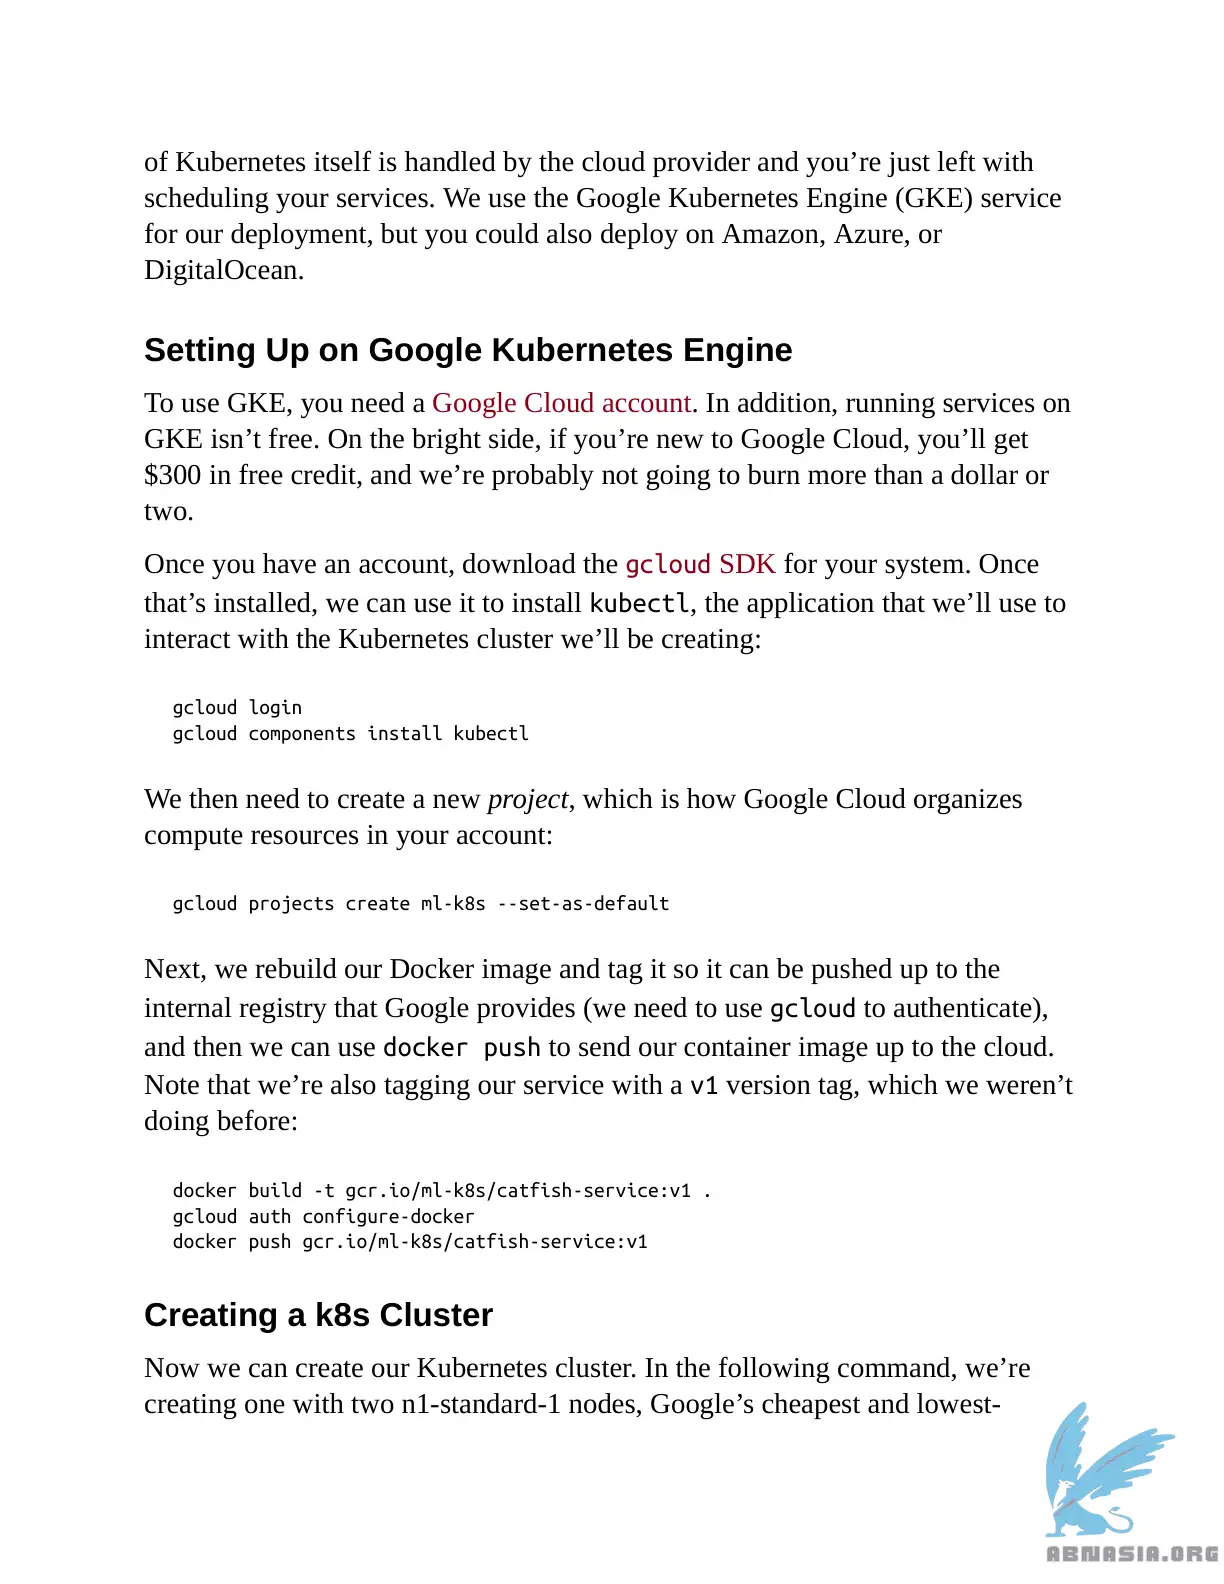 of Kubernetes itself is handled by the cloud provider and you’re just left with
scheduling your services. We use the Google Kubernetes Engine (GKE) service
for our deployment, but you could also deploy on Amazon, Azure, or
DigitalOcean.
Setting Up on Google Kubernetes Engine
To use GKE, you need a Google Cloud account. In addition, running services on
GKE isn’t free. On the bright side, if you’re new to Google Cloud, you’ll get
$300 in free credit, and we’re probably not going to burn more than a dollar or
two.
Once you have an account, download the gcloud SDK for your system. Once
that’s installed, we can use it to install kubectl, the application that we’ll use to
interact with the Kubernetes cluster we’ll be creating:
gcloud login
gcloud components install kubectl
We then need to create a new project, which is how Google Cloud organizes
compute resources in your account:
gcloud projects create ml-k8s --set-as-default
Next, we rebuild our Docker image and tag it so it can be pushed up to the
internal registry that Google provides (we need to use gcloud to authenticate),
and then we can use docker push to send our container image up to the cloud.
Note that we’re also tagging our service with a v1 version tag, which we weren’t
doing before:
docker build -t gcr.io/ml-k8s/catfish-service:v1 .
gcloud auth configure-docker
docker push gcr.io/ml-k8s/catfish-service:v1
Creating a k8s Cluster
Now we can create our Kubernetes cluster. In the following command, we’re
creating one with two n1-standard-1 nodes, Google’s cheapest and lowest-
ABNASIA.ORG